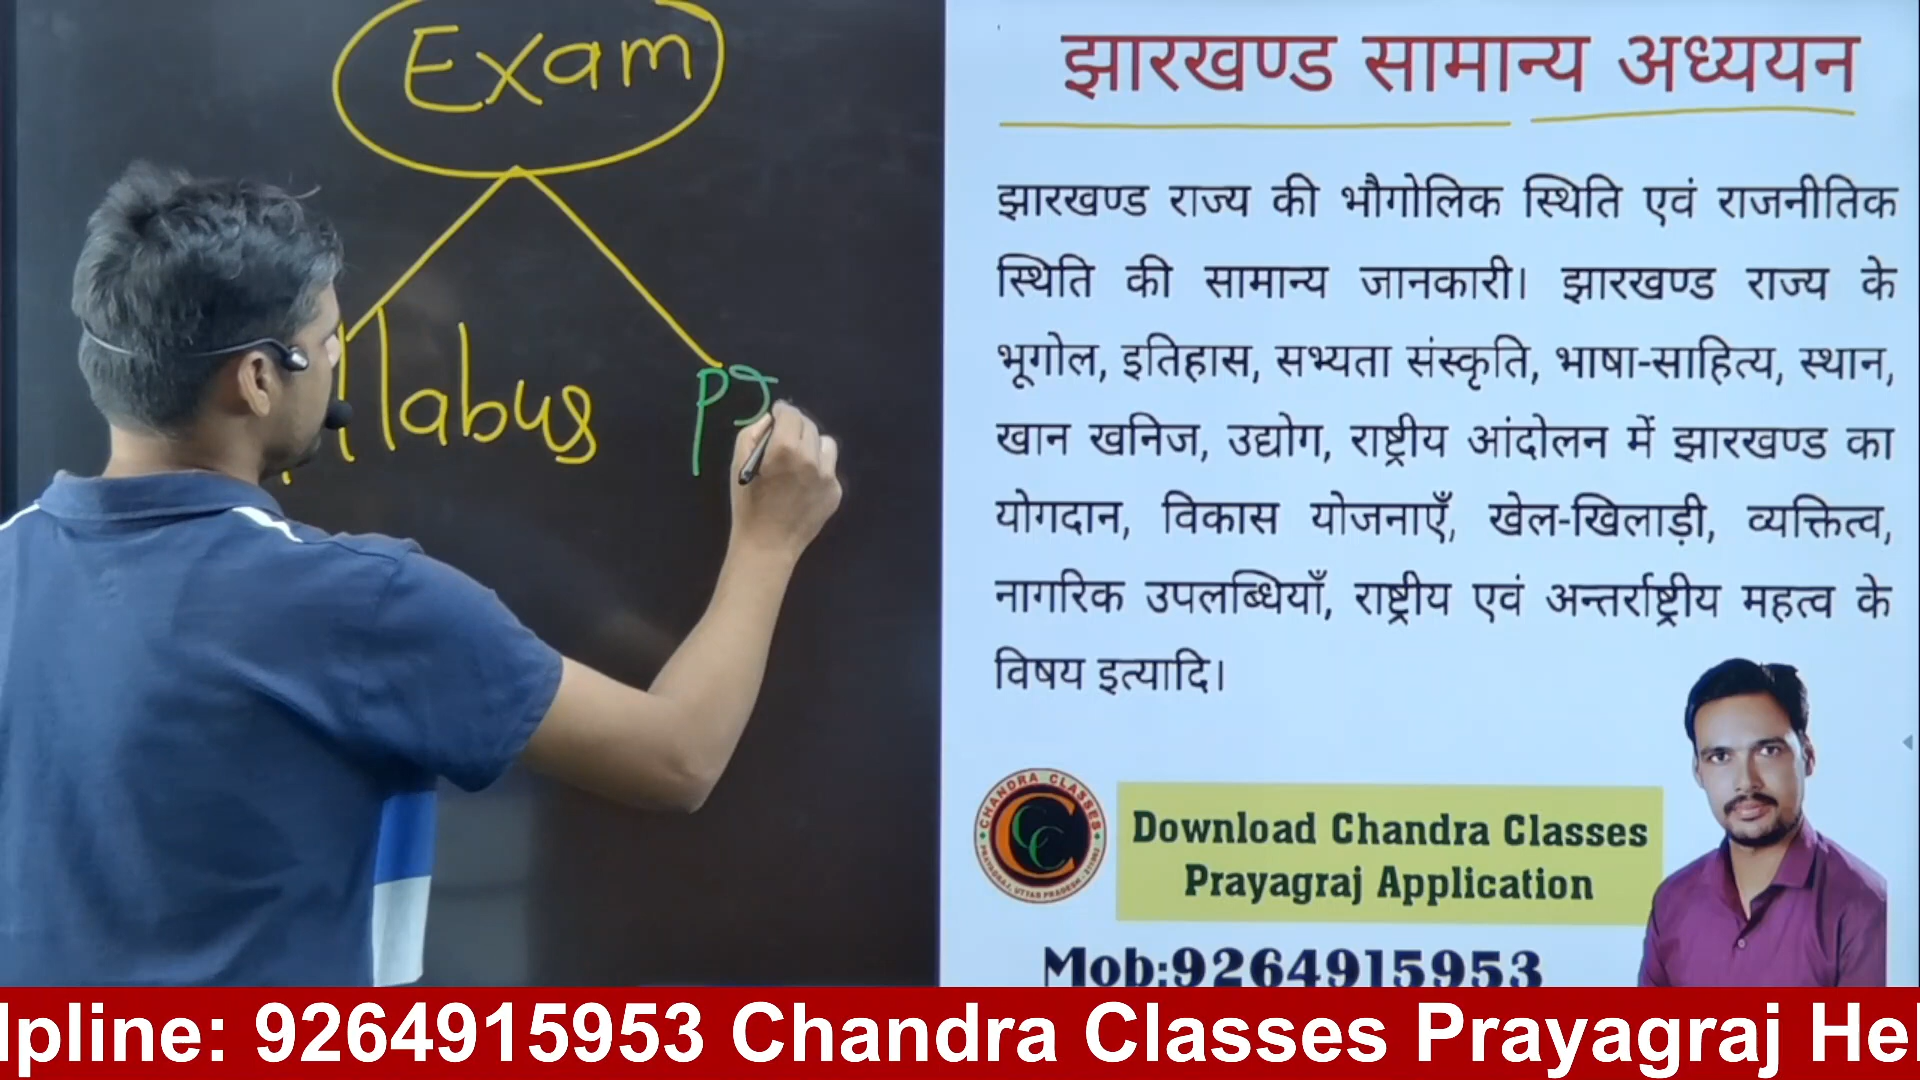 Exam
झारखण्ड सामान्य अध्ययन
झारखण्ड राज्य की भौगोलिक स्थिति एवं राजनीतिक
स्थिति की सामान्य जानकारी। झारखण्ड राज्य के
भूगोल, इतिहास, सभ्यता संस्कृति, भाषा-साहित्य, स्थान,
खान खनिज, उद्योग, राष्ट्रीय आंदोलन में झारखण्ड का
योगदान, विकास योजनाएँ, खेल-खिलाड़ी, व्यक्तित्व,
नागरिक उपलब्धियाँ, राष्ट्रीय एवं अन्तर्राष्ट्रीय महत्व के
विषय इत्यादि।
CHANDRA CLASSES
Download Chandra Classes
Prayagraj Application
Mob:9264915953
lpline: 9264915953 Chandra Classes Prayagraj Hel